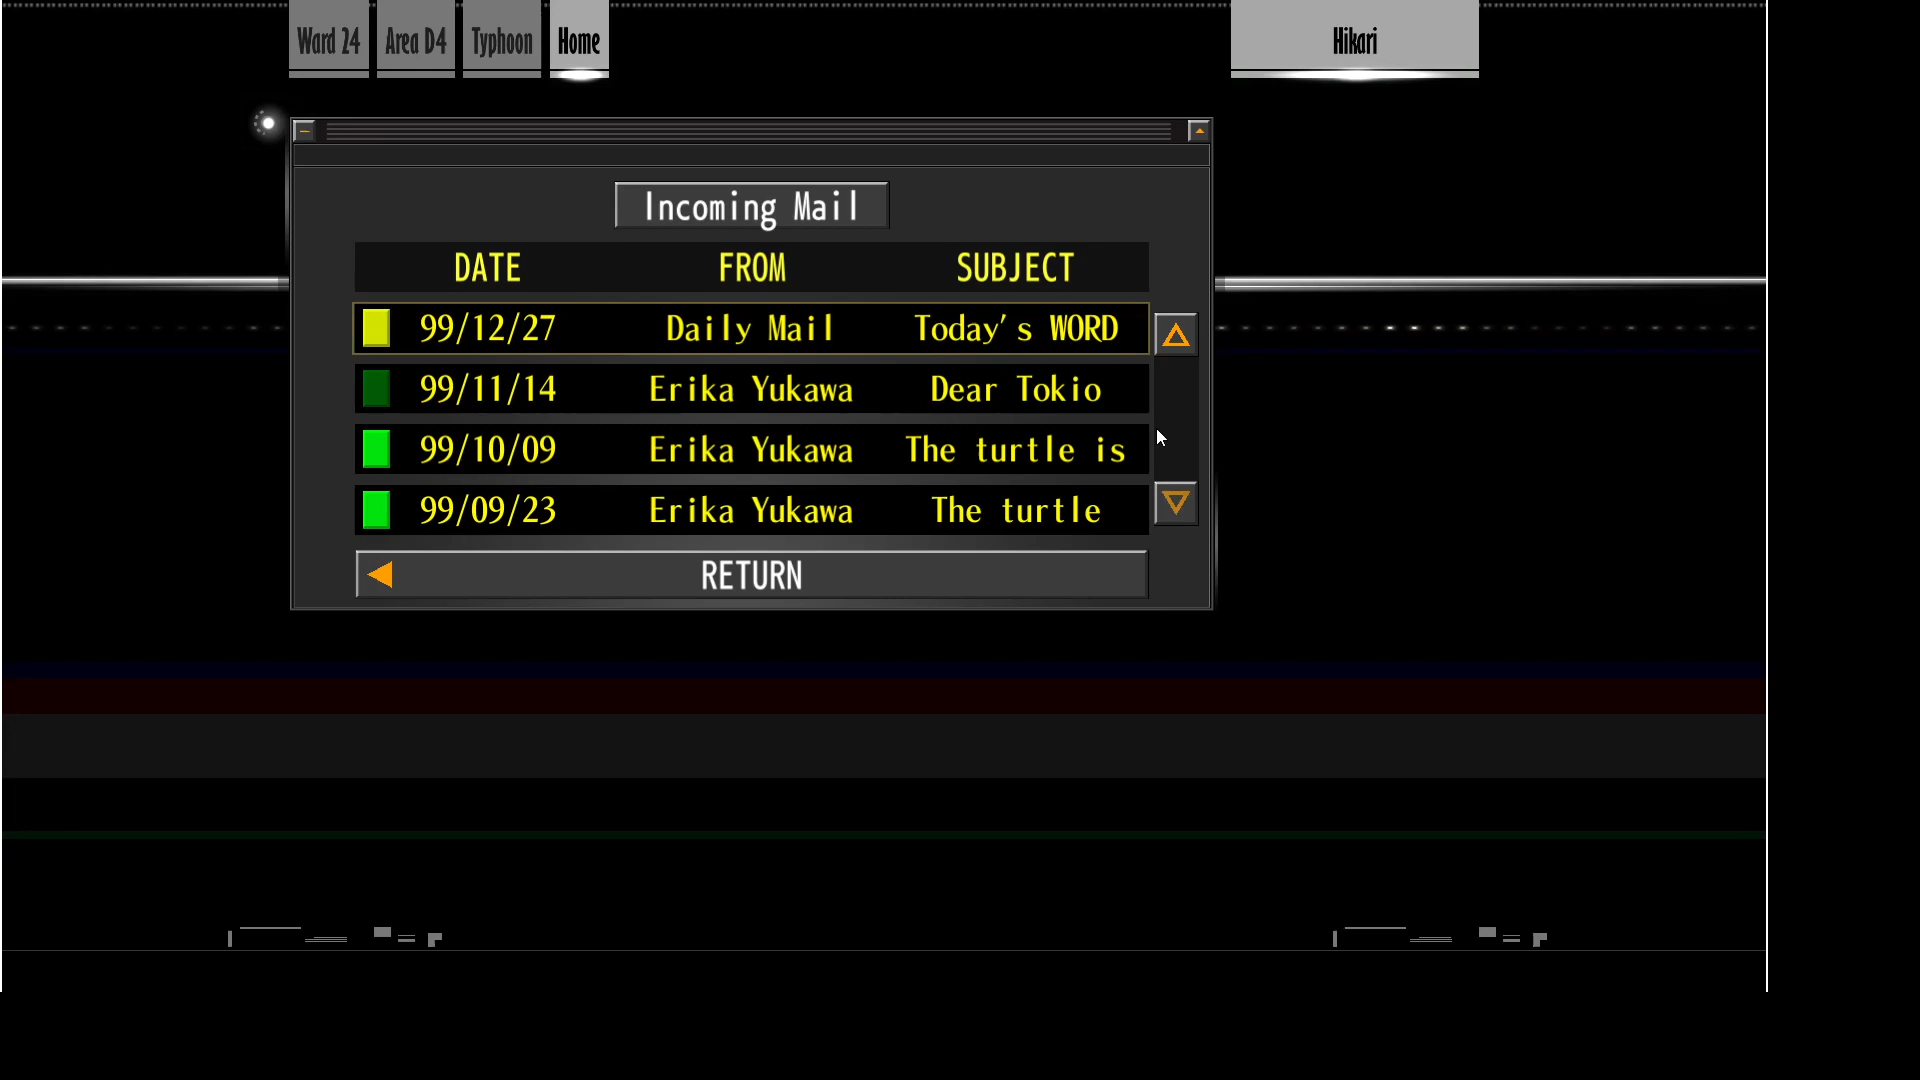 Ward 24 Area D4 Typhoon Home Hikari
Incoming Mail
DATE FROM SUBJECT
99/12/27 Daily Mail Today's WORD
99/11/14 Erika Yukawa Dear Tokio
99/10/09 Erika Yukawa The turtle is
99/09/23 Erika Yukawa The turtle
RETURN